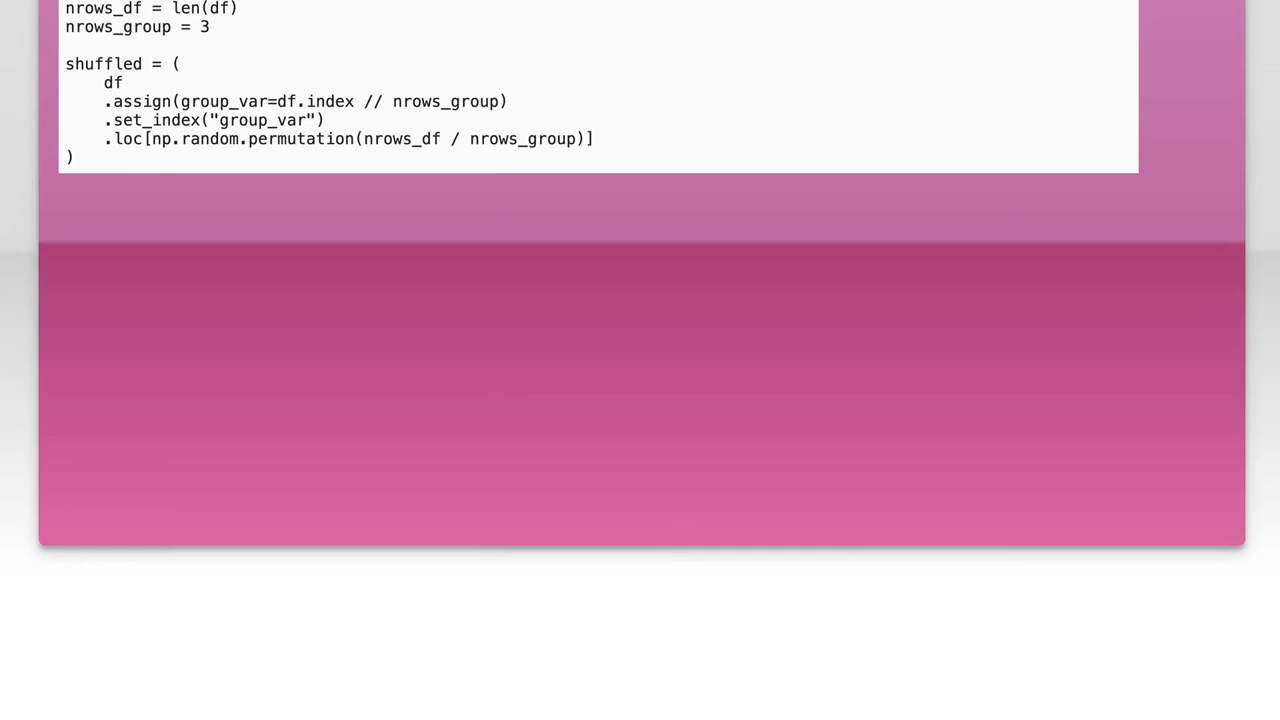 nrows_df = len(df)
nrows_group = 3
shuffled = (
    df
    .assign(group_var=df.index // nrows_group)
    .set_index("group_var")
    .loc[np.random.permutation(nrows_df / nrows_group)]
)